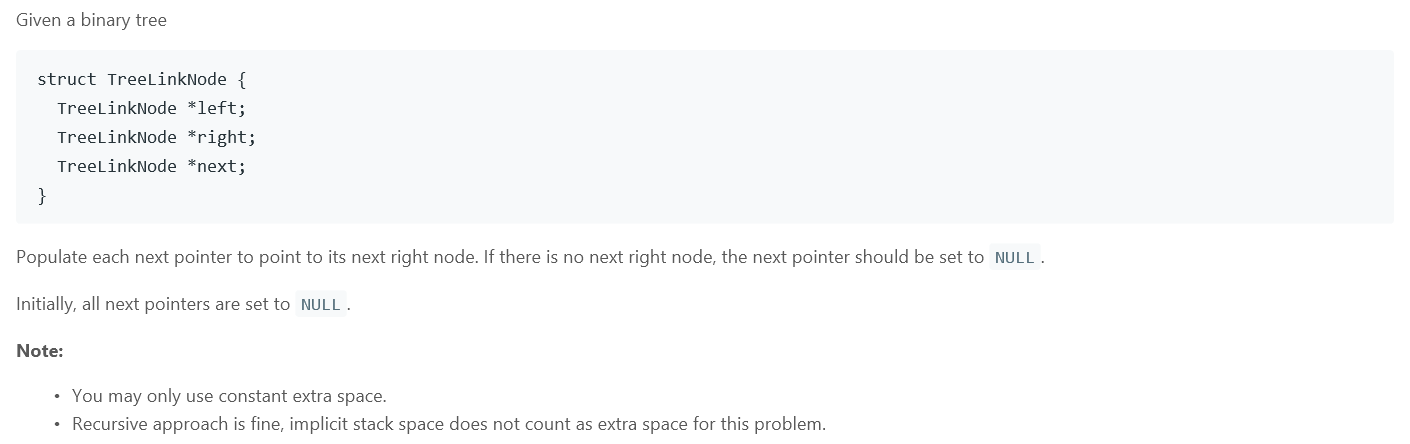 Given a binary tree
struct TreeLinkNode {
  TreeLinkNode *left;
  TreeLinkNode *right;
  TreeLinkNode *next;
}
Populate each next pointer to point to its next right node. If there is no next right node, the next pointer should be set to NULL .
Initially, all next pointers are set to NULL .
Note:
• You may only use constant extra space.
• Recursive approach is fine, implicit stack space does not count as extra space for this problem.